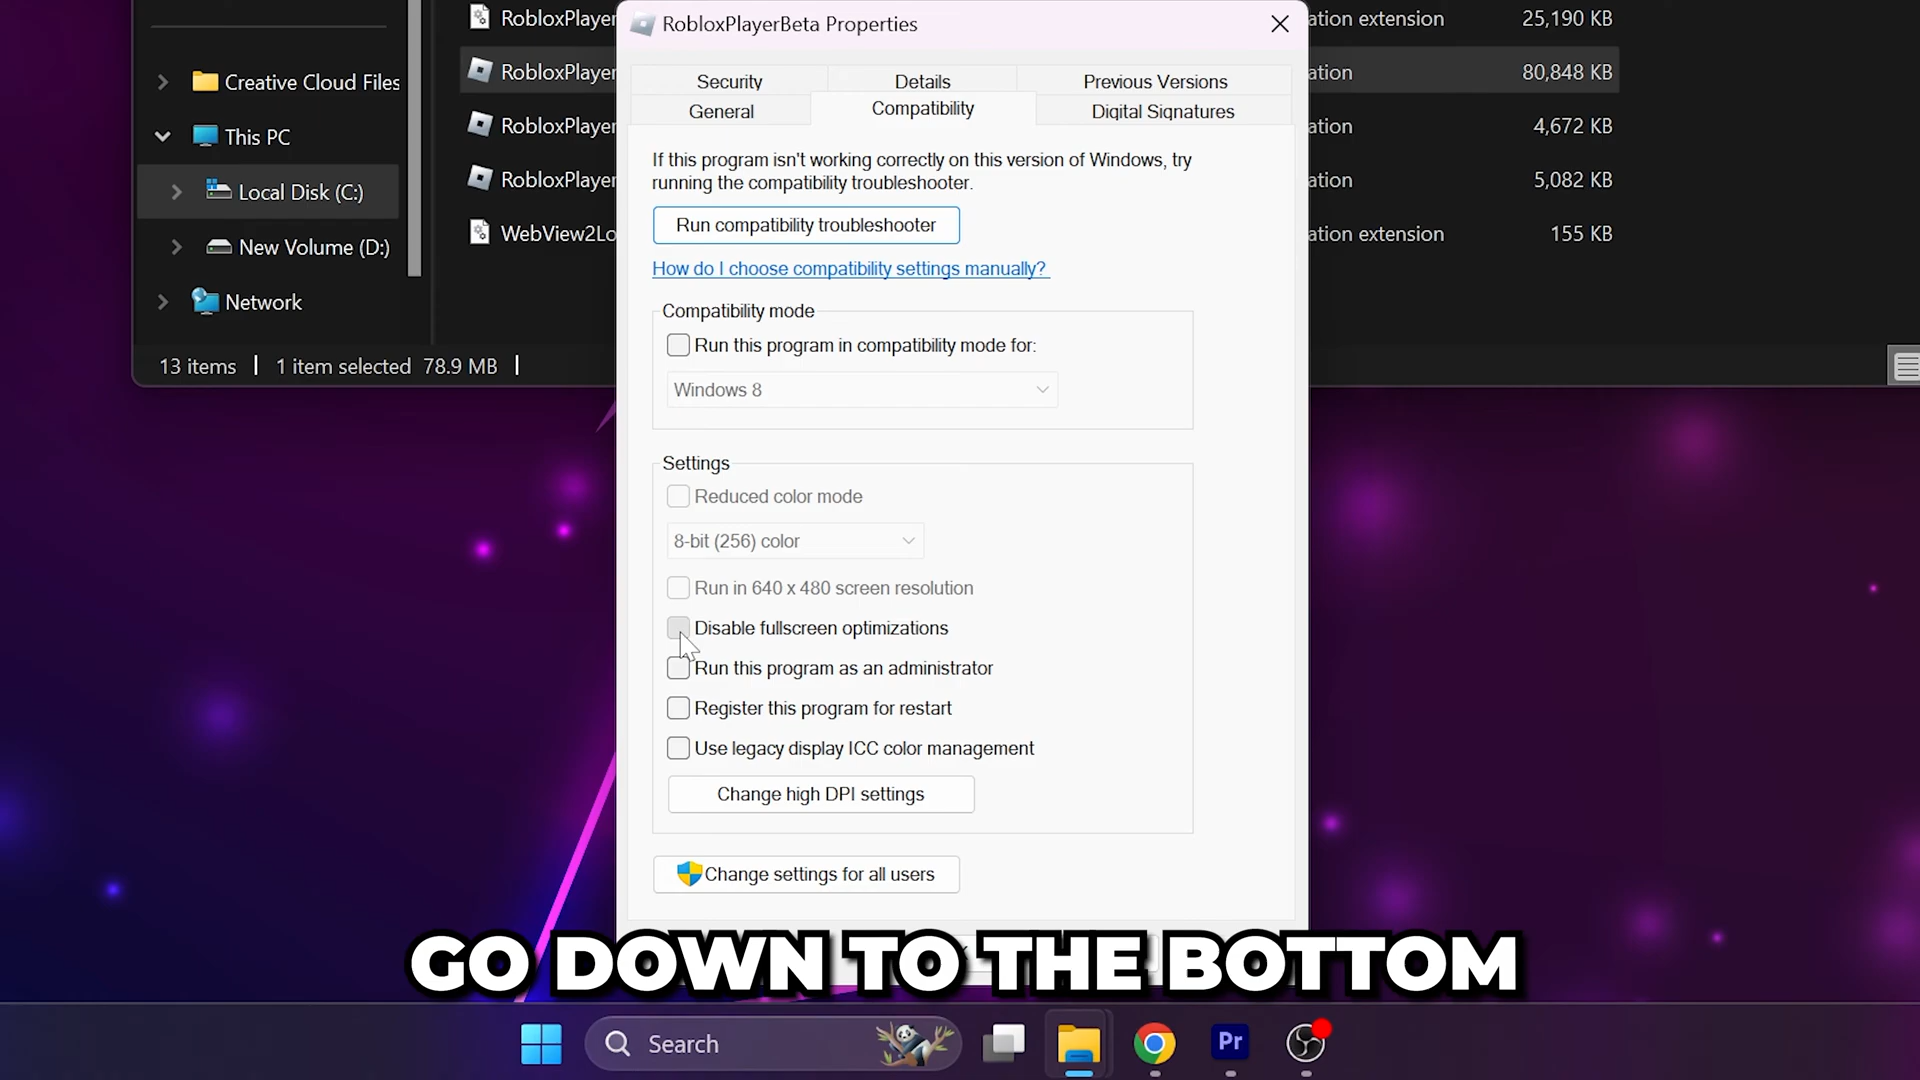 RobloxPlayerBeta Properties
Security
Details
Previous Versions
General
Compatibility
Digital Signatures
If this program isn't working correctly on this version of Windows, try
running the compatibility troubleshooter.
Run compatibility troubleshooter
How do I choose compatibility settings manually?
Compatibility mode
Run this program in compatibility mode for:
Windows 8
Settings
Reduced color mode
8-bit (256) color
Run in 640 x 480 screen resolution
Disable fullscreen optimizations
Run this program as an administrator
Register this program for restart
Use legacy display ICC color management
Change high DPI settings
Change settings for all users
Creative Cloud Files
This PC
Local Disk (C:)
New Volume (D:)
Network
13 items
1 item selected 78.9 MB
RobloxPlayer ation extension 25,190 KB
RobloxPlayer ation 80,848 KB
RobloxPlayer ation 4,672 KB
RobloxPlayer ation 5,082 KB
WebView2Lo ation extension 155 KB
GO DOWN TO THE BOTTOM
Search
Pr